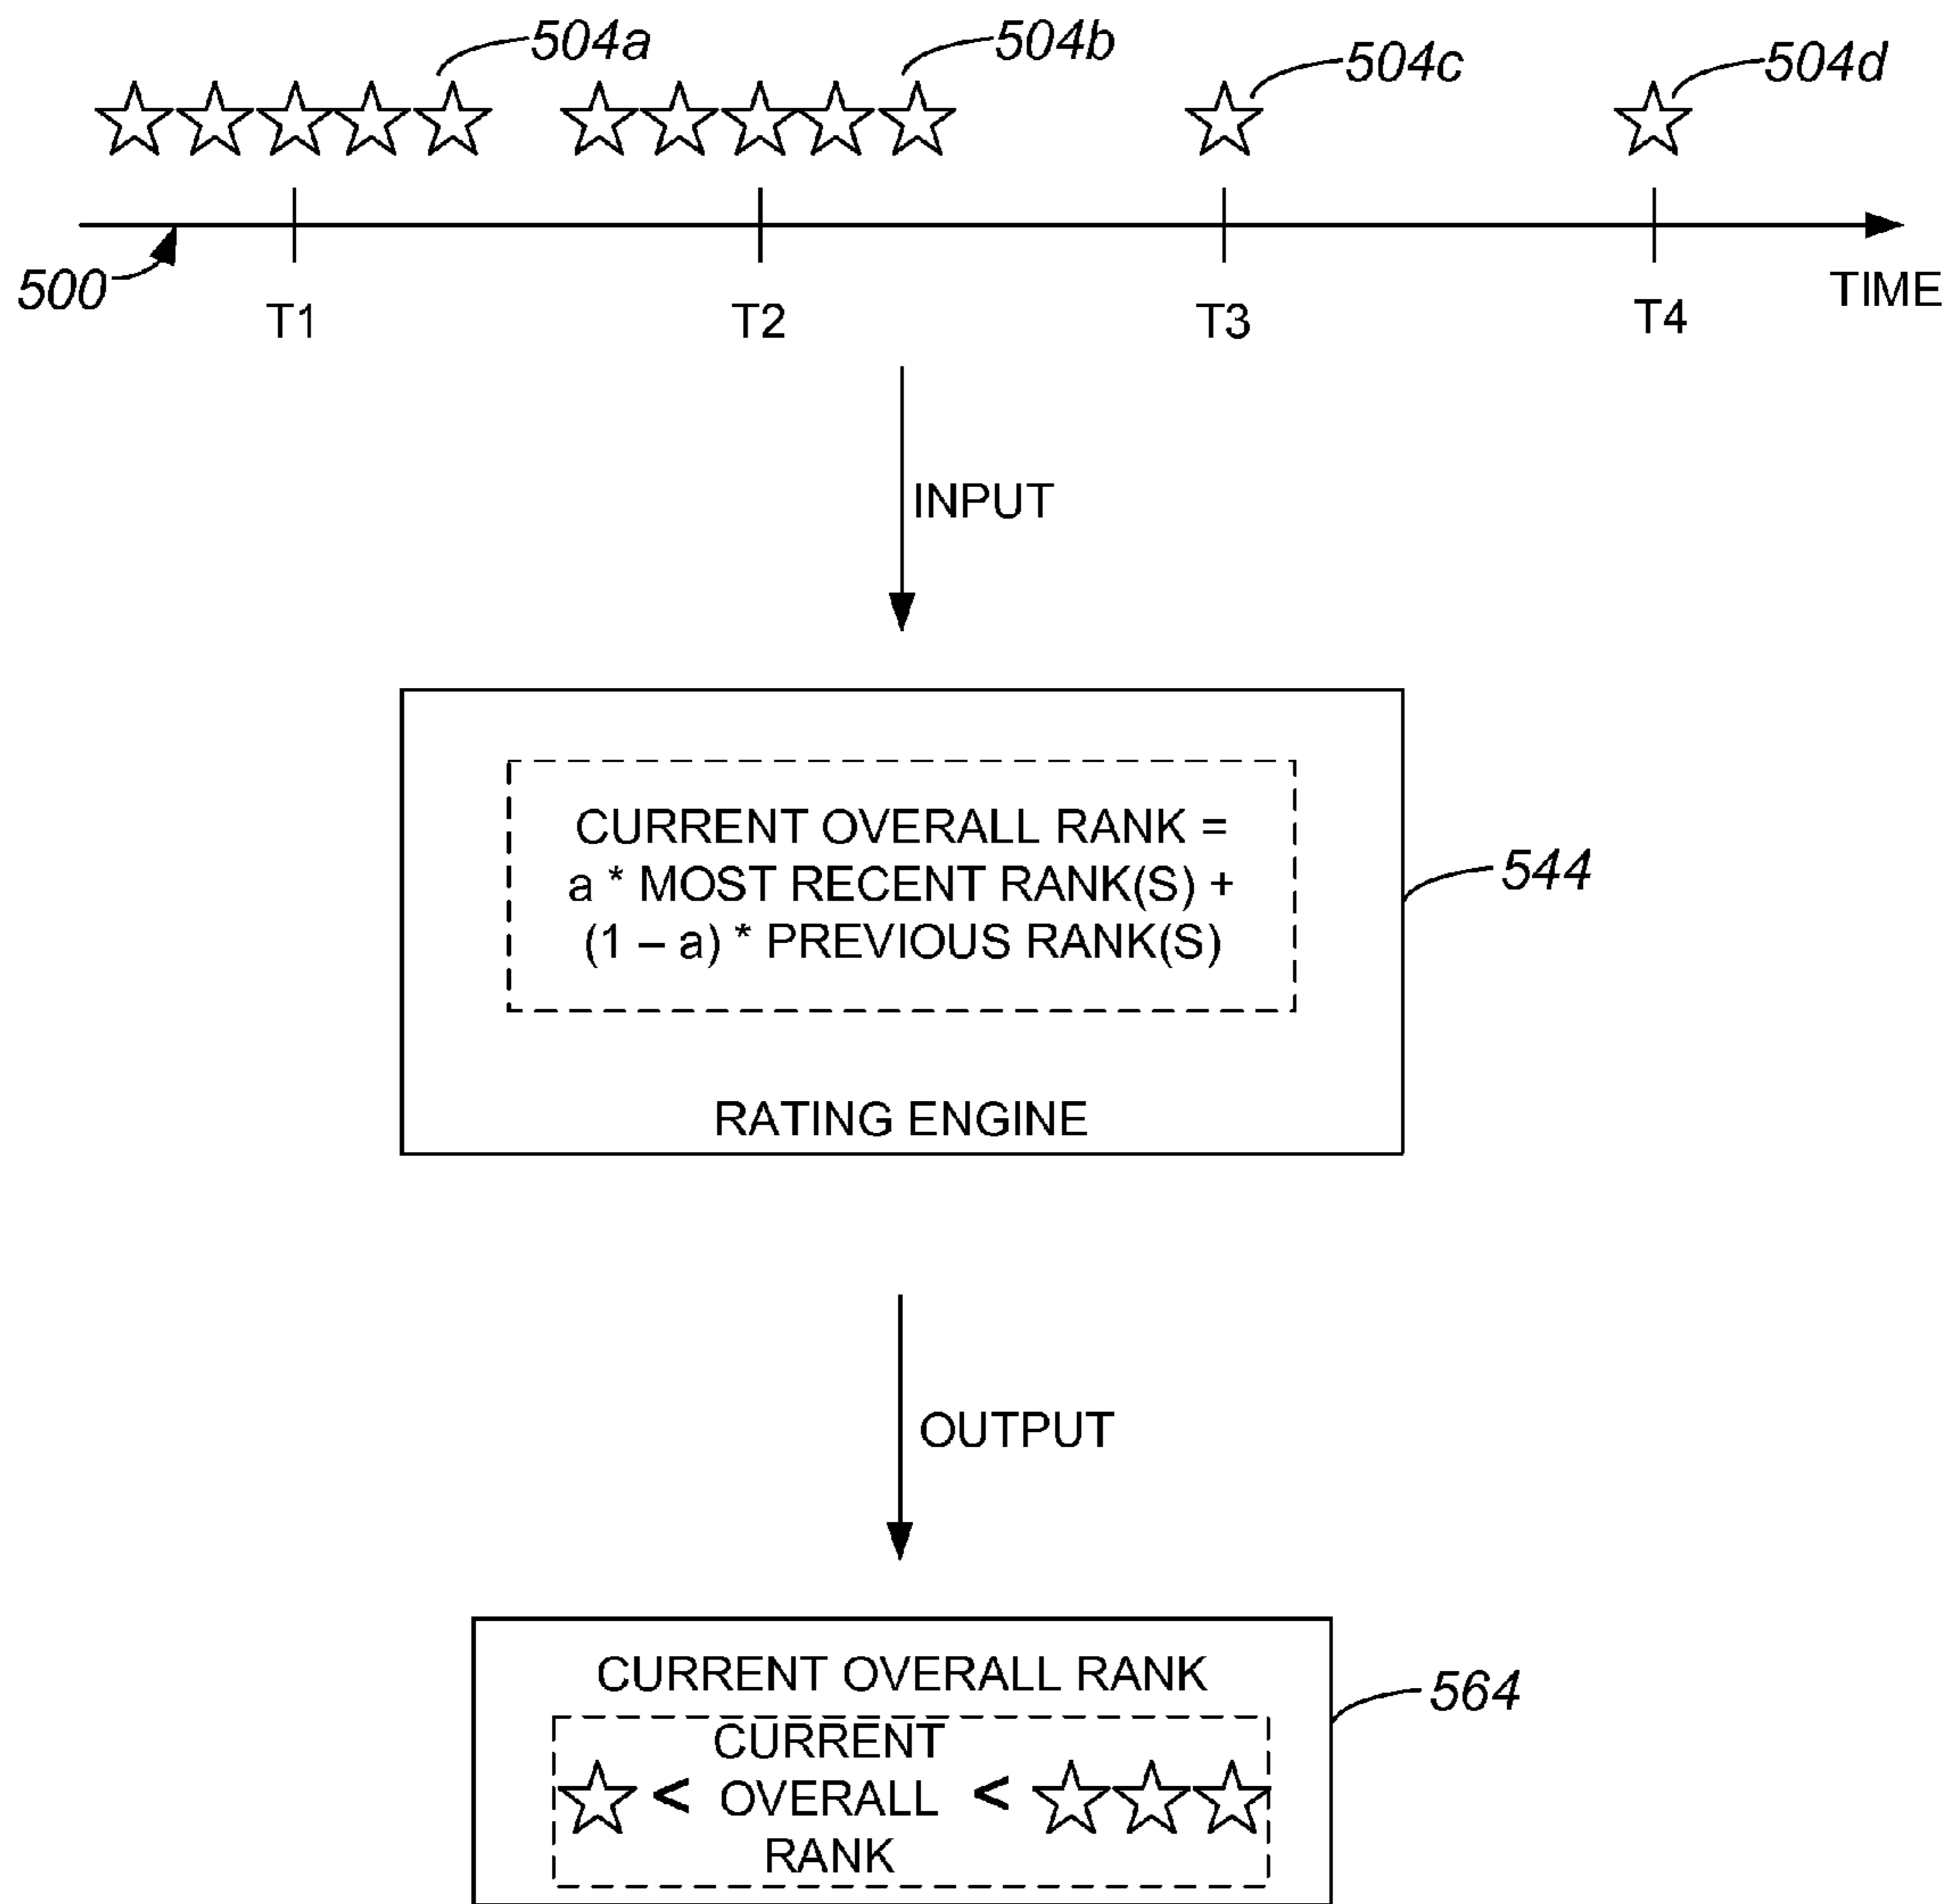 504a
504b
504c
504d
500
T1
T2
T3
T4
TIME
INPUT
CURRENT OVERALL RANK =
a * MOST RECENT RANK(S) +
(1 – a) * PREVIOUS RANK(S)
544
RATING ENGINE
OUTPUT
CURRENT OVERALL RANK
564
CURRENT
< OVERALL <
RANK